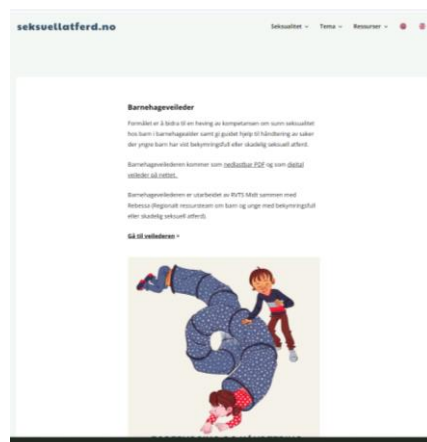 seksuellatferd.no
Seksualitet
Tema
Ressurser
Barnehageveileder
Formålet er å bidra til en heving av kompetansen om sunn seksualitet
hos barn i barnehagealder samt gi guidet hjelp til håndtering av saker
der yngre barn har vist bekymringsfull eller skadelig seksuell atferd.
Barnehageveilederen kommer som nedlastbar PDF og som digital
veileder på nettet.
Barnehageveilederen er utarbeidet av RVTS Midt sammen med
Rebessa (Regionalt ressursteam om barn og unge med bekymringsfull
eller skadelig seksuell atferd).
Gå til veilederen »